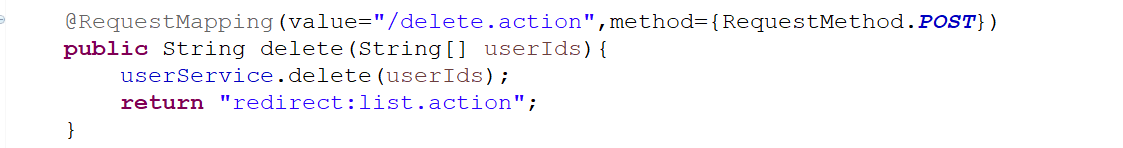 @RequestMapping(value="/delete.action",method={RequestMethod.POST})
public String delete(String[] userIds){
userService.delete(userIds);
return "redirect:list.action";
}